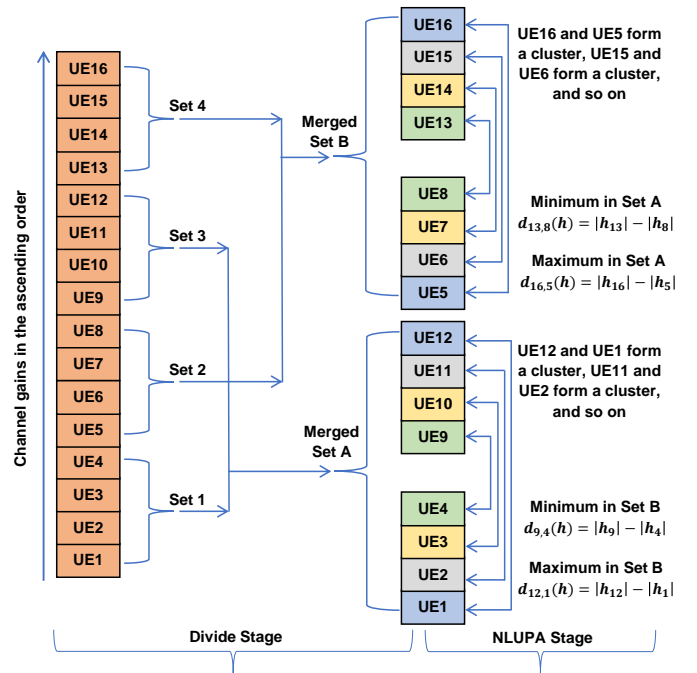 Channel gains in the ascending order
UE16
UE15
UE14
UE13
UE12
UE11
UE10
UE9
UE8
UE7
UE6
UE5
UE4
UE3
UE2
UE1
Set 4
Set 3
Set 2
Set 1
Merged
Set B
Merged
Set A
UE16
UE15
UE14
UE13
UE8
UE7
UE6
UE5
UE12
UE11
UE10
UE9
UE4
UE3
UE2
UE1
UE16 and UE5 form
a cluster, UE15 and
UE6 form a cluster,
and so on
Minimum in Set A
d₁₃,₈(h) = |h₁₃| − |h₈|
Maximum in Set A
d₁₆,₅(h) = |h₁₆| − |h₅|
UE12 and UE1 form
a cluster, UE11 and
UE2 form a cluster,
and so on
Minimum in Set B
d₉,₄(h) = |h₉| − |h₄|
Maximum in Set B
d₁₂,₁(h) = |h₁₂| − |h₁|
Divide Stage
NLUPA Stage